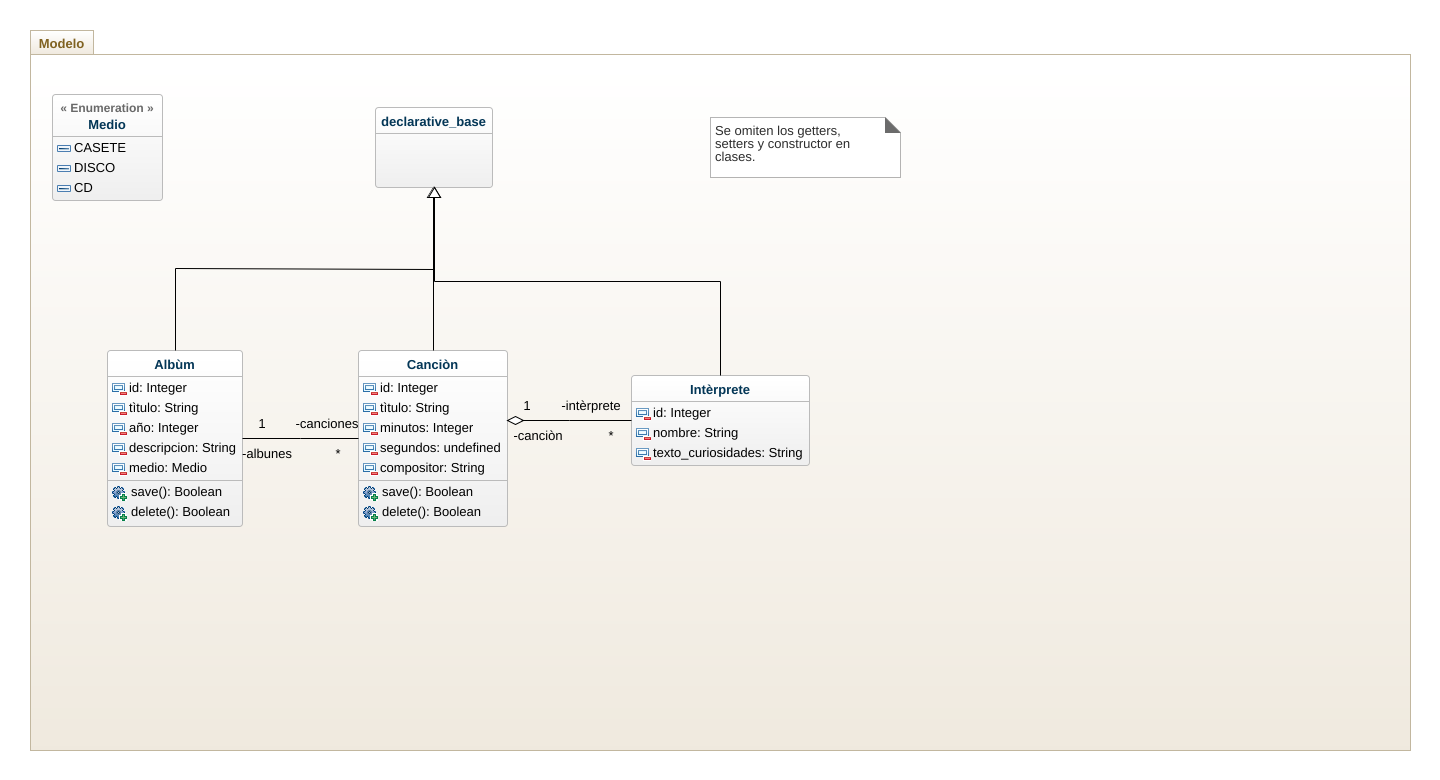 Modelo
« Enumeration »
Medio
CASETE
DISCO
CD
declarative_base
Se omiten los getters,
setters y constructor en
clases.
Albùm
id: Integer
tìtulo: String
año: Integer
descripcion: String
medio: Medio
save(): Boolean
delete(): Boolean
1
-canciones
-albunes
*
Canciòn
id: Integer
tìtulo: String
minutos: Integer
segundos: undefined
compositor: String
save(): Boolean
delete(): Boolean
1
-intèrprete
-canciòn
*
Intèrprete
id: Integer
nombre: String
texto_curiosidades: String